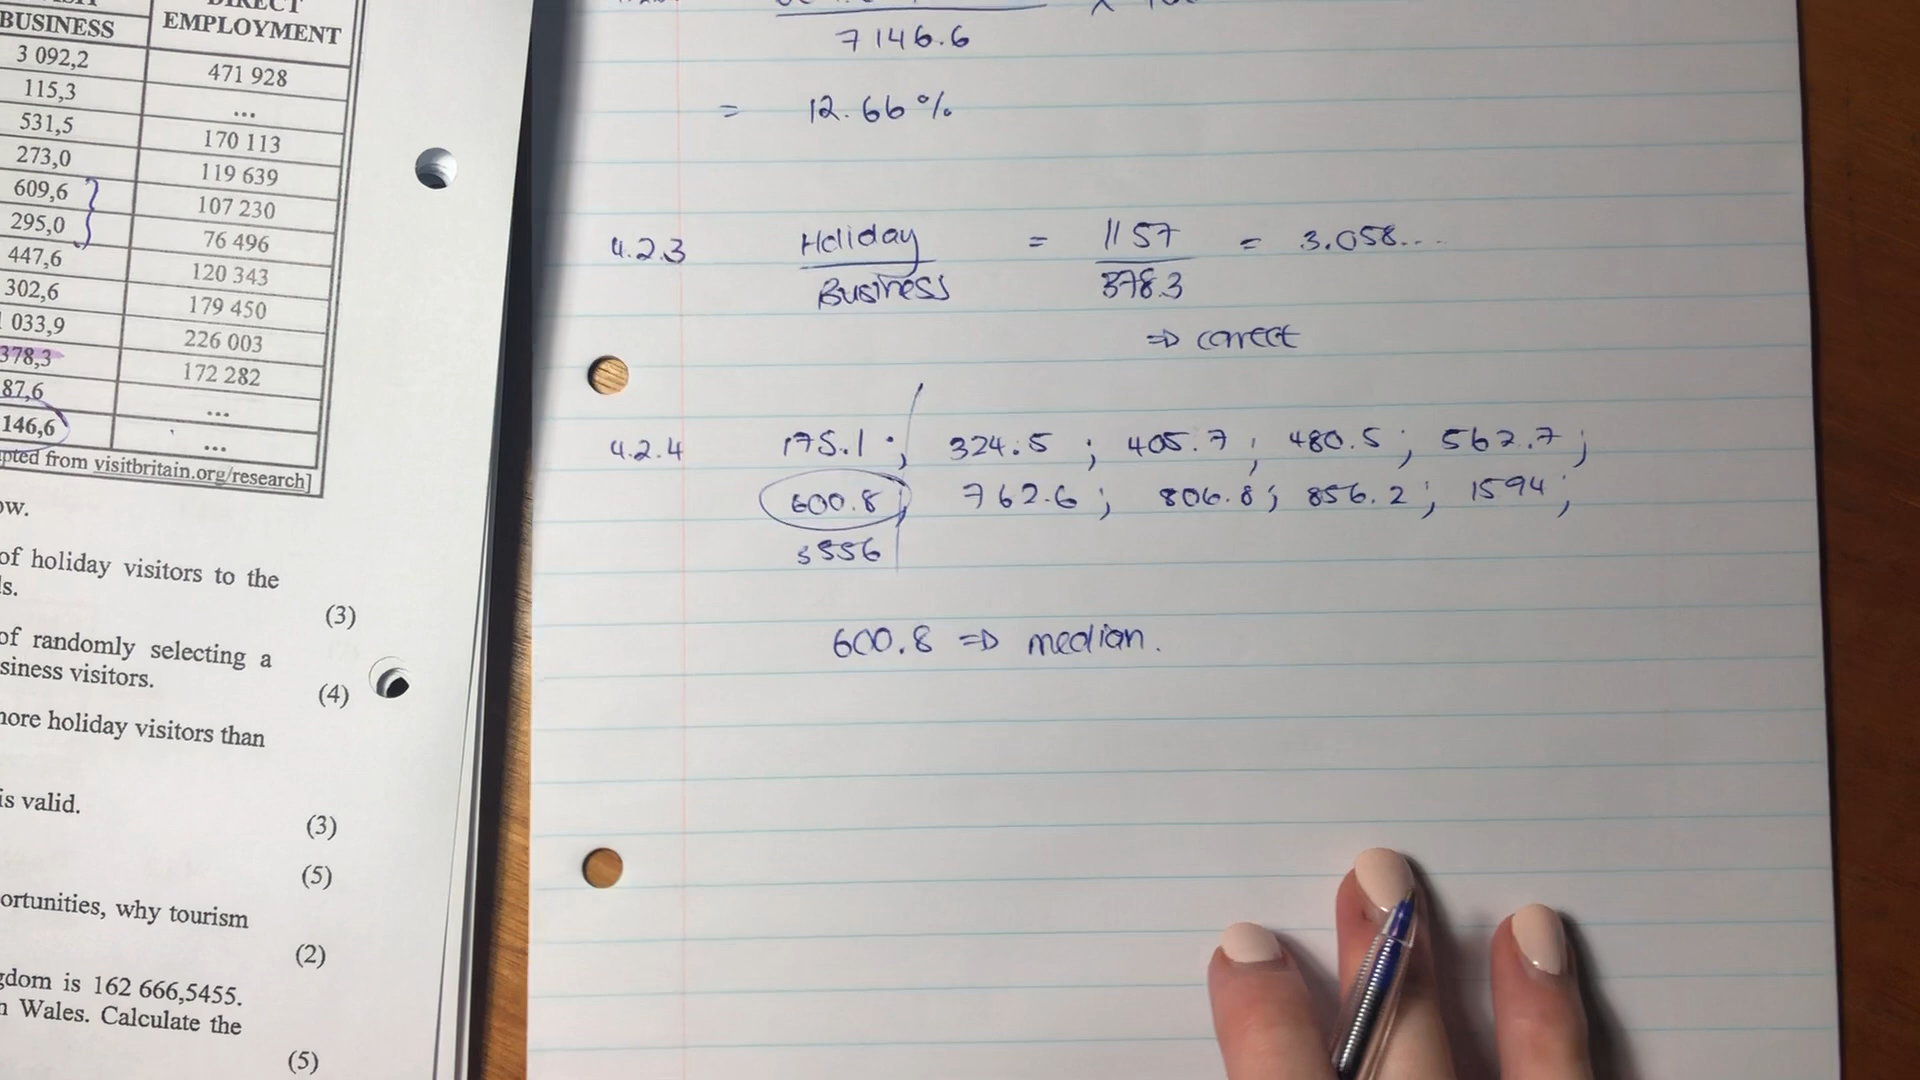 DIRECT
BUSINESS EMPLOYMENT
3 092,2 471 928
115,3 ...
531,5 170 113
273,0 119 639
609,6 107 230
295,0 76 496
447,6 120 343
302,6 179 450
1 033,9 226 003
378,3 172 282
87,6 ...
146,6 ...
pted from visitbritain.org/research]
ow.
of holiday visitors to the
ls.
(3)
of randomly selecting a
siness visitors.
(4)
more holiday visitors than
is valid.
(3)
(5)
ortunities, why tourism
(2)
gdom is 162 666,5455.
n Wales. Calculate the
(5)
7146.6
= 12.66%
4.2.3 Holiday = 1157 = 3.058...
Business 378.3
⇒ correct
4.2.4 175.1 ; 324.5 ; 405.7 ; 480.5 ; 562.7 ;
600.8 ; 762.6 ; 806.8 ; 856.2 ; 1594 ;
3556
600.8 ⇒ median.